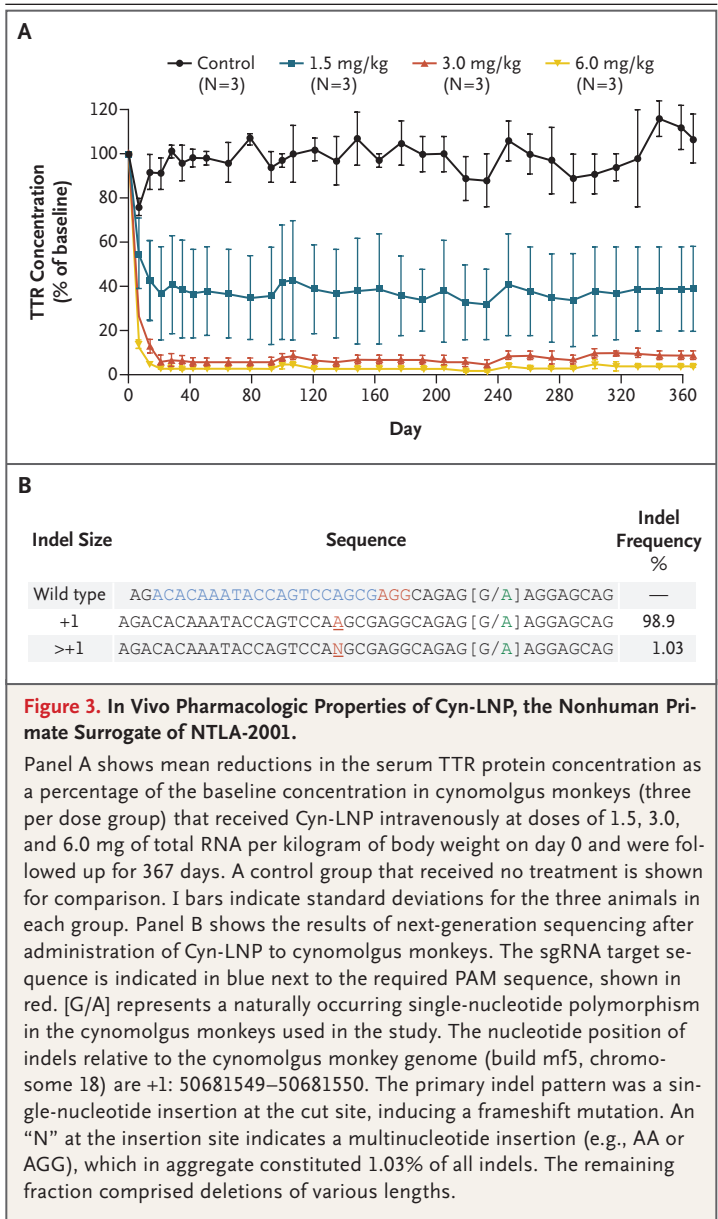 A
Control 1.5 mg/kg 3.0 mg/kg 6.0 mg/kg
(N=3) (N=3) (N=3) (N=3)
TTR Concentration
(% of baseline)
120
100
80
60
40
20
0
0 40 80 120 160 200 240 280 320 360
Day
B
Indel Size Sequence Indel
Frequency
%
Wild type AGACACAAATACCAGTCCAGCGAGGCAGAG[G/A]AGGAGCAG —
+1 AGACACAAATACCAGTCCAAGCGAGGCAGAG[G/A]AGGAGCAG 98.9
>+1 AGACACAAATACCAGTCCANGCGAGGCAGAG[G/A]AGGAGCAG 1.03
Figure 3. In Vivo Pharmacologic Properties of Cyn-LNP, the Nonhuman Pri-
mate Surrogate of NTLA-2001.
Panel A shows mean reductions in the serum TTR protein concentration as
a percentage of the baseline concentration in cynomolgus monkeys (three
per dose group) that received Cyn-LNP intravenously at doses of 1.5, 3.0,
and 6.0 mg of total RNA per kilogram of body weight on day 0 and were fol-
lowed up for 367 days. A control group that received no treatment is shown
for comparison. I bars indicate standard deviations for the three animals in
each group. Panel B shows the results of next-generation sequencing after
administration of Cyn-LNP to cynomolgus monkeys. The sgRNA target se-
quence is indicated in blue next to the required PAM sequence, shown in
red. [G/A] represents a naturally occurring single-nucleotide polymorphism
in the cynomolgus monkeys used in the study. The nucleotide position of
indels relative to the cynomolgus monkey genome (build mf5, chromo-
some 18) are +1: 50681549–50681550. The primary indel pattern was a sin-
gle-nucleotide insertion at the cut site, inducing a frameshift mutation. An
“N” at the insertion site indicates a multinucleotide insertion (e.g., AA or
AGG), which in aggregate constituted 1.03% of all indels. The remaining
fraction comprised deletions of various lengths.